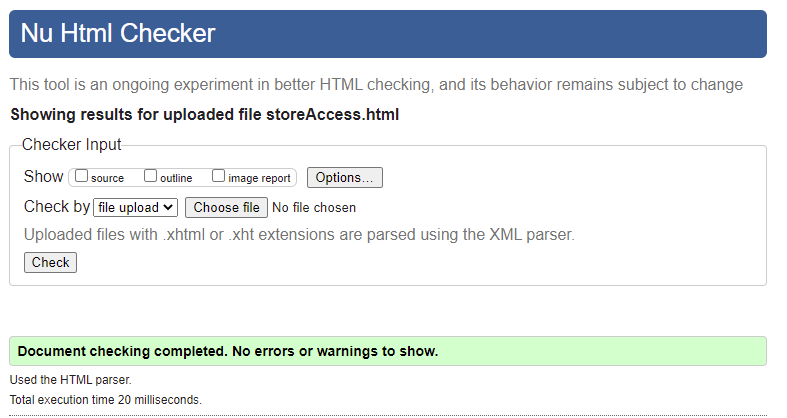 Nu Html Checker
This tool is an ongoing experiment in better HTML checking, and its behavior remains subject to change
Showing results for uploaded file storeAccess.html
Checker Input
Show source outline image report Options...
Check by file upload Choose file No file chosen
Uploaded files with .xhtml or .xht extensions are parsed using the XML parser.
Check
Document checking completed. No errors or warnings to show.
Used the HTML parser.
Total execution time 20 milliseconds.